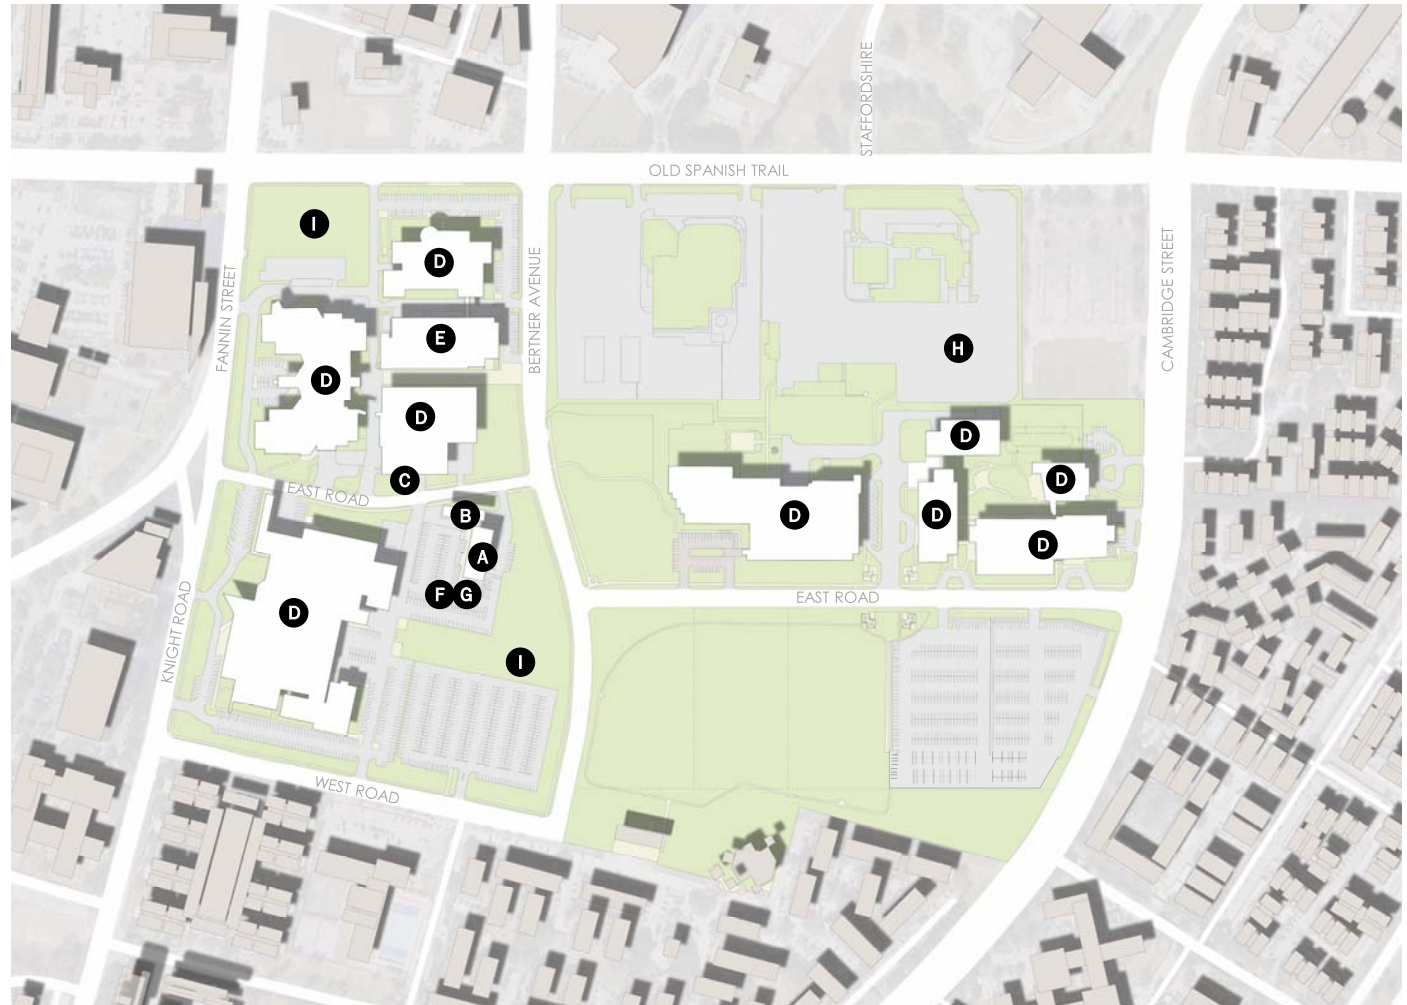 STAFFORDSHIRE
OLD SPANISH TRAIL
I
D
FANNIN STREET
BERTNER AVENUE
CAMBRIDGE STREET
E
H
D
D
D
C
EAST ROAD
D
B
D
D
A
D
F G
EAST ROAD
D
KNIGHT ROAD
I
WEST ROAD